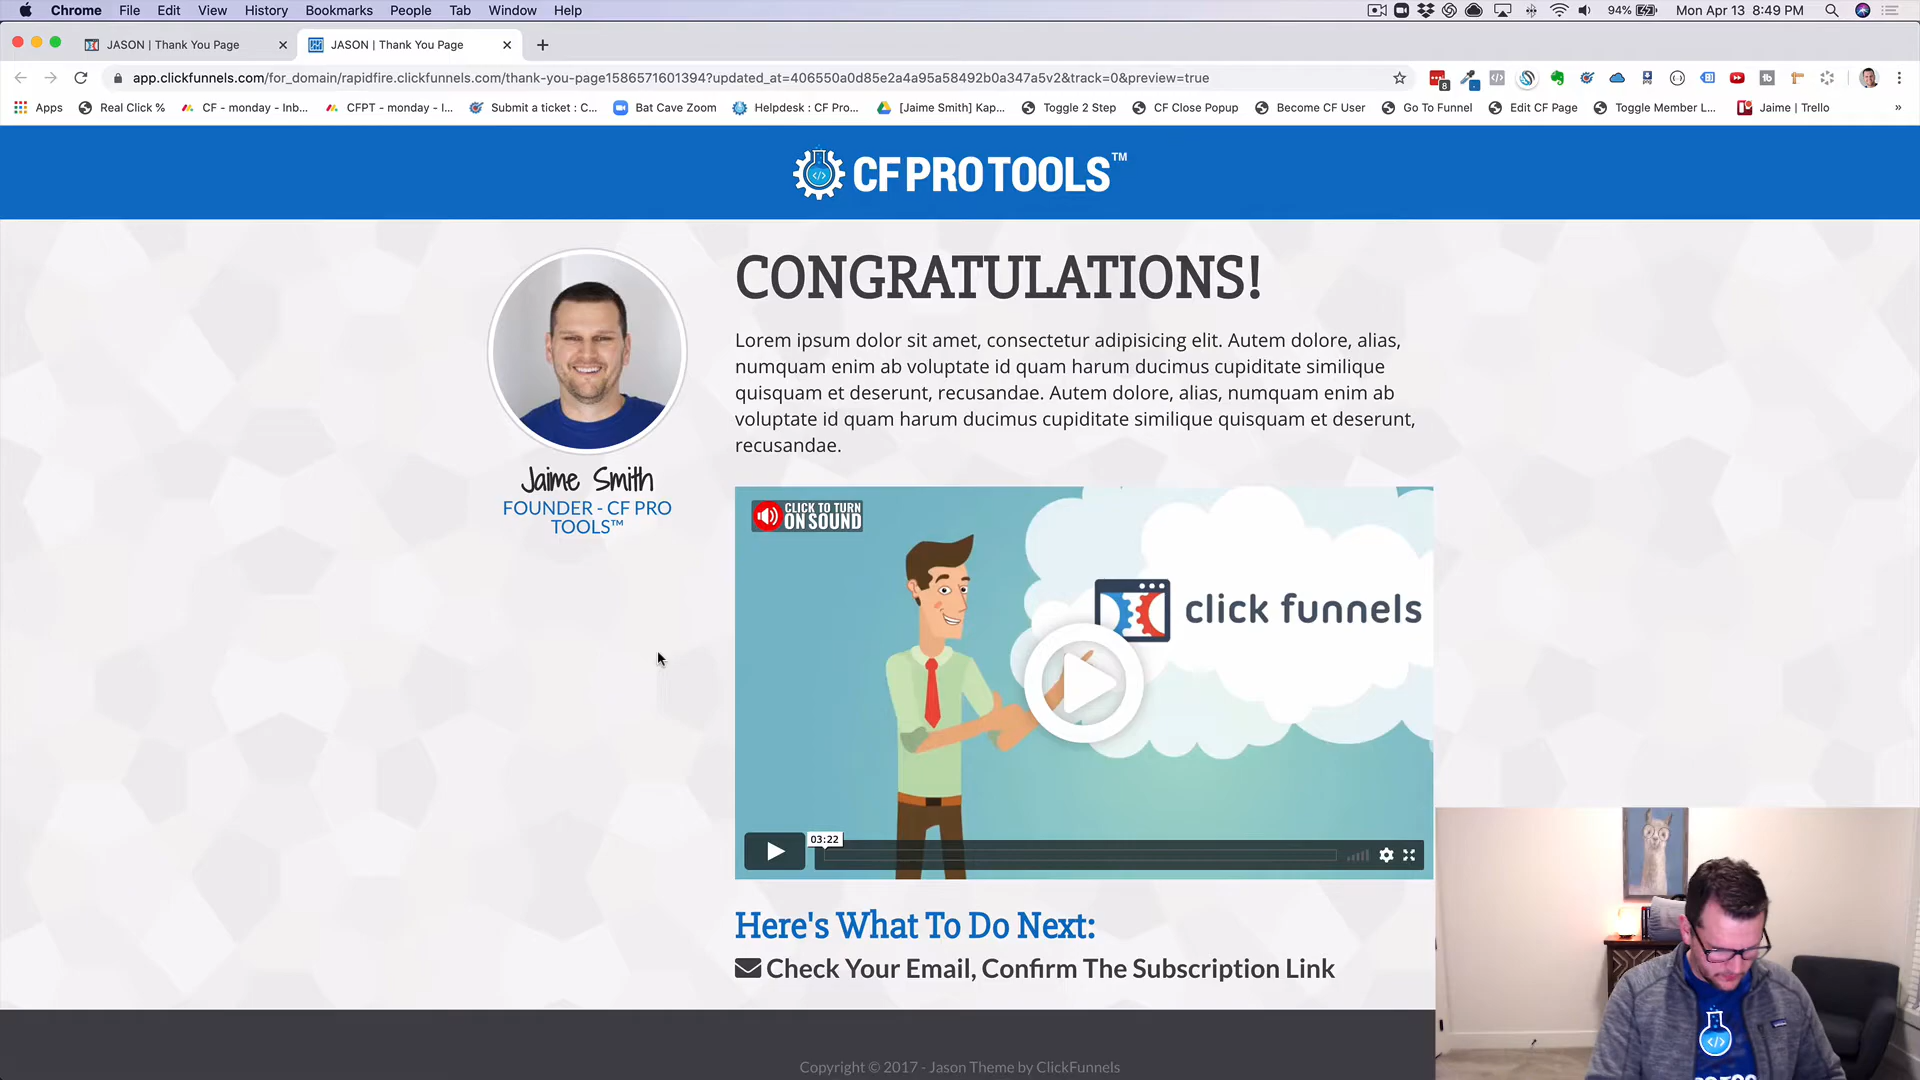 Chrome File Edit View History Bookmarks People Tab Window Help 94% Mon Apr 13 8:49 PM
JASON | Thank You Page JASON | Thank You Page
app.clickfunnels.com/for_domain/rapidfire.clickfunnels.com/thank-you-page1586571601394?updated_at=406550a0d85e2a4a95a58492b0a347a5v2&track=0&preview=true
Apps Real Click % CF - monday - Inb... CFPT - monday - I... Submit a ticket : C... Bat Cave Zoom Helpdesk : CF Pro... [Jaime Smith] Kap... Toggle 2 Step CF Close Popup Become CF User Go To Funnel Edit CF Page Toggle Member L... Jaime | Trello »
CF PRO TOOLS™
CONGRATULATIONS!
Lorem ipsum dolor sit amet, consectetur adipisicing elit. Autem dolore, alias,
numquam enim ab voluptate id quam harum ducimus cupiditate similique
quisquam et deserunt, recusandae. Autem dolore, alias, numquam enim ab
voluptate id quam harum ducimus cupiditate similique quisquam et deserunt,
recusandae.
Jaime Smith
FOUNDER - CF PRO
TOOLS™
CLICK TO TURN
ON SOUND
click funnels
03:22
Here's What To Do Next:
Check Your Email, Confirm The Subscription Link
Copyright © 2017 - Jason Theme by ClickFunnels